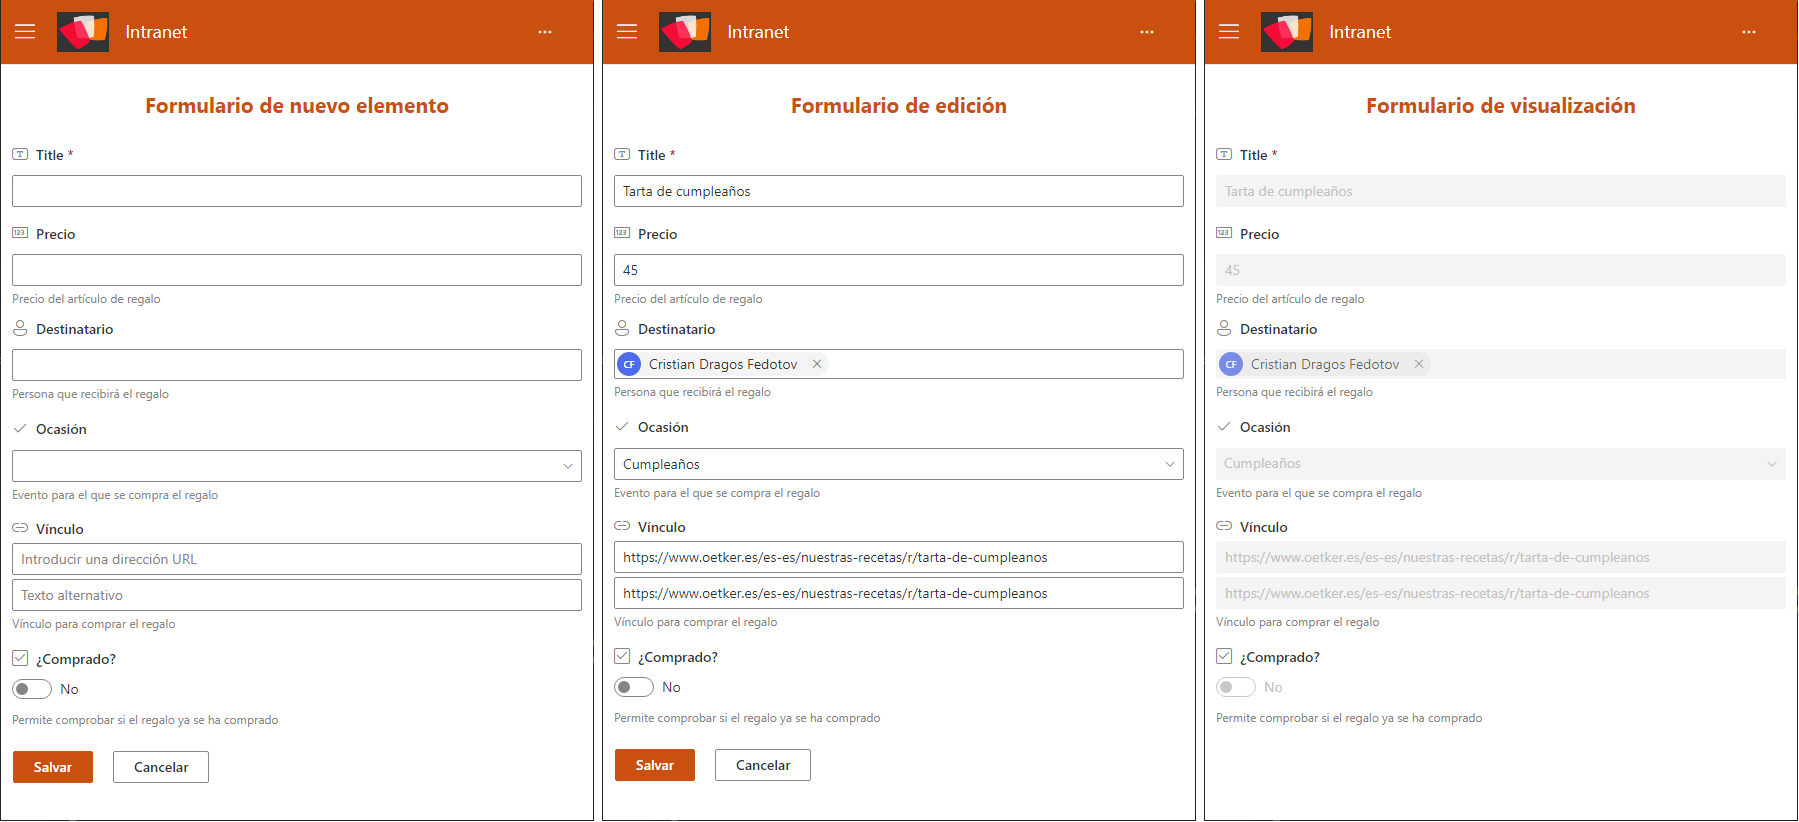 Intranet
...
Formulario de nuevo elemento
Title *
Precio
Precio del artículo de regalo
Destinatario
Persona que recibirá el regalo
Ocasión
Evento para el que se compra el regalo
Vínculo
Introducir una dirección URL
Texto alternativo
Vínculo para comprar el regalo
¿Comprado?
No
Permite comprobar si el regalo ya se ha comprado
Salvar Cancelar
Intranet
...
Formulario de edición
Title *
Tarta de cumpleaños
Precio
45
Precio del artículo de regalo
Destinatario
CF Cristian Dragos Fedotov
Persona que recibirá el regalo
Ocasión
Cumpleaños
Evento para el que se compra el regalo
Vínculo
https://www.oetker.es/es-es/nuestras-recetas/r/tarta-de-cumpleanos
https://www.oetker.es/es-es/nuestras-recetas/r/tarta-de-cumpleanos
Vínculo para comprar el regalo
¿Comprado?
No
Permite comprobar si el regalo ya se ha comprado
Salvar Cancelar
Intranet
...
Formulario de visualización
Title *
Tarta de cumpleaños
Precio
45
Precio del artículo de regalo
Destinatario
CF Cristian Dragos Fedotov
Persona que recibirá el regalo
Ocasión
Cumpleaños
Evento para el que se compra el regalo
Vínculo
https://www.oetker.es/es-es/nuestras-recetas/r/tarta-de-cumpleanos
https://www.oetker.es/es-es/nuestras-recetas/r/tarta-de-cumpleanos
Vínculo para comprar el regalo
¿Comprado?
No
Permite comprobar si el regalo ya se ha comprado